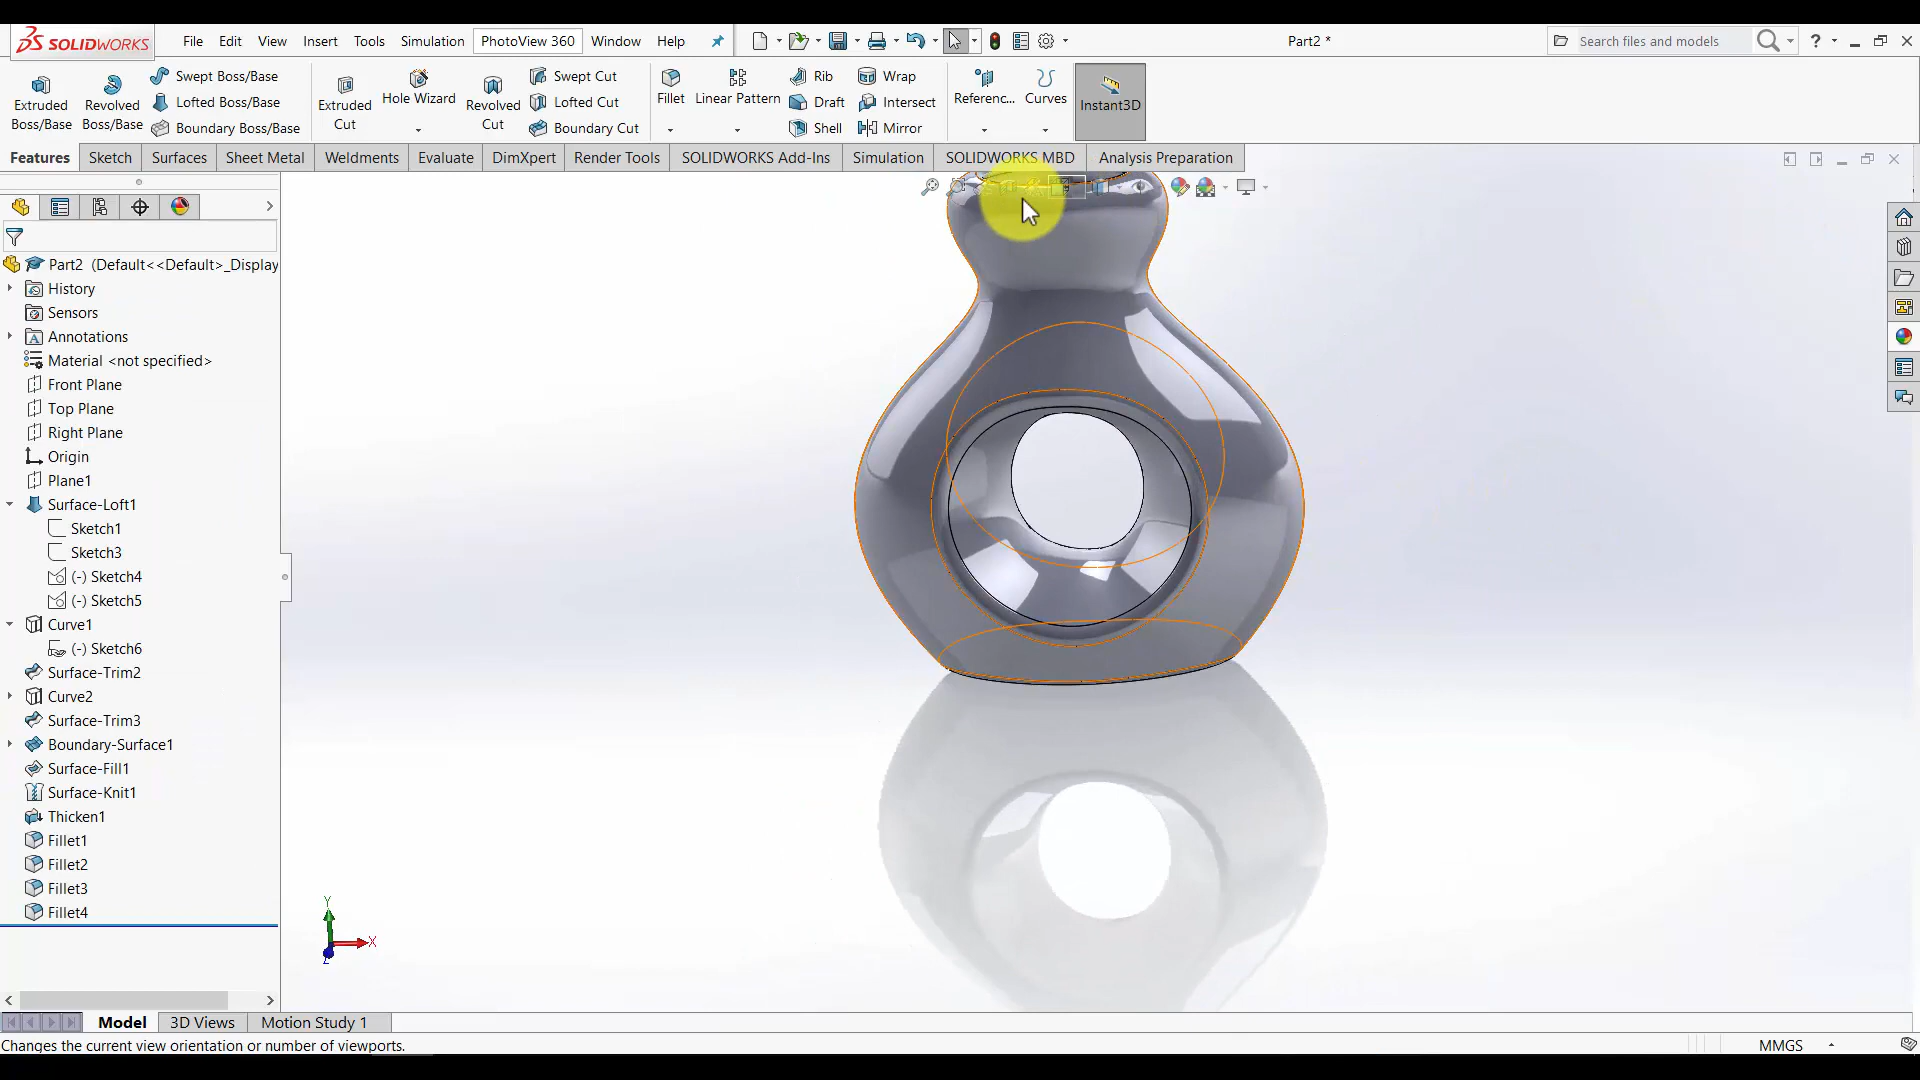 SOLIDWORKS File Edit View Insert Tools Simulation PhotoView 360 Window Help Part2 * Search files and models ?
Extruded Boss/Base
Revolved Boss/Base
Swept Boss/Base
Lofted Boss/Base
Boundary Boss/Base
Extruded Cut
Hole Wizard
Revolved Cut
Swept Cut
Lofted Cut
Boundary Cut
Fillet
Linear Pattern
Rib
Draft
Shell
Wrap
Intersect
Mirror
Referenc...
Curves
Instant3D
Features Sketch Surfaces Sheet Metal Weldments Evaluate DimXpert Render Tools SOLIDWORKS Add-Ins Simulation SOLIDWORKS MBD Analysis Preparation
Part2 (Default<<Default>_Display
History
Sensors
Annotations
Material <not specified>
Front Plane
Top Plane
Right Plane
Origin
Plane1
Surface-Loft1
Sketch1
Sketch3
(-) Sketch4
(-) Sketch5
Curve1
(-) Sketch6
Surface-Trim2
Curve2
Surface-Trim3
Boundary-Surface1
Surface-Fill1
Surface-Knit1
Thicken1
Fillet1
Fillet2
Fillet3
Fillet4
Y
X
Z
Model 3D Views Motion Study 1
Changes the current view orientation or number of viewports. MMGS